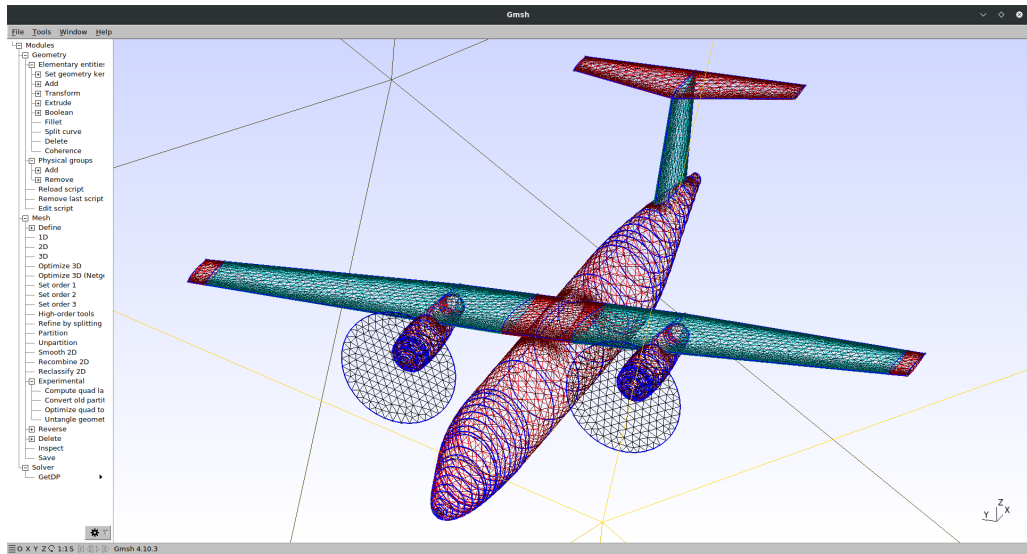 Gmsh
File Tools Window Help
Modules
Geometry
Elementary entities
Set geometry ker
Add
Transform
Extrude
Boolean
Fillet
Split curve
Delete
Coherence
Physical groups
Add
Remove
Reload script
Remove last script
Edit script
Mesh
Define
1D
2D
3D
Optimize 3D
Optimize 3D (Netg
Set order 1
Set order 2
Set order 3
High-order tools
Refine by splitting
Partition
Unpartition
Smooth 2D
Recombine 2D
Reclassify 2D
Experimental
Compute quad la
Convert old partit
Optimize quad to
Untangle geomet
Reverse
Delete
Inspect
Save
Solver
GetDP
Z
Y X
O X Y Z 1:1 S Gmsh 4.10.3